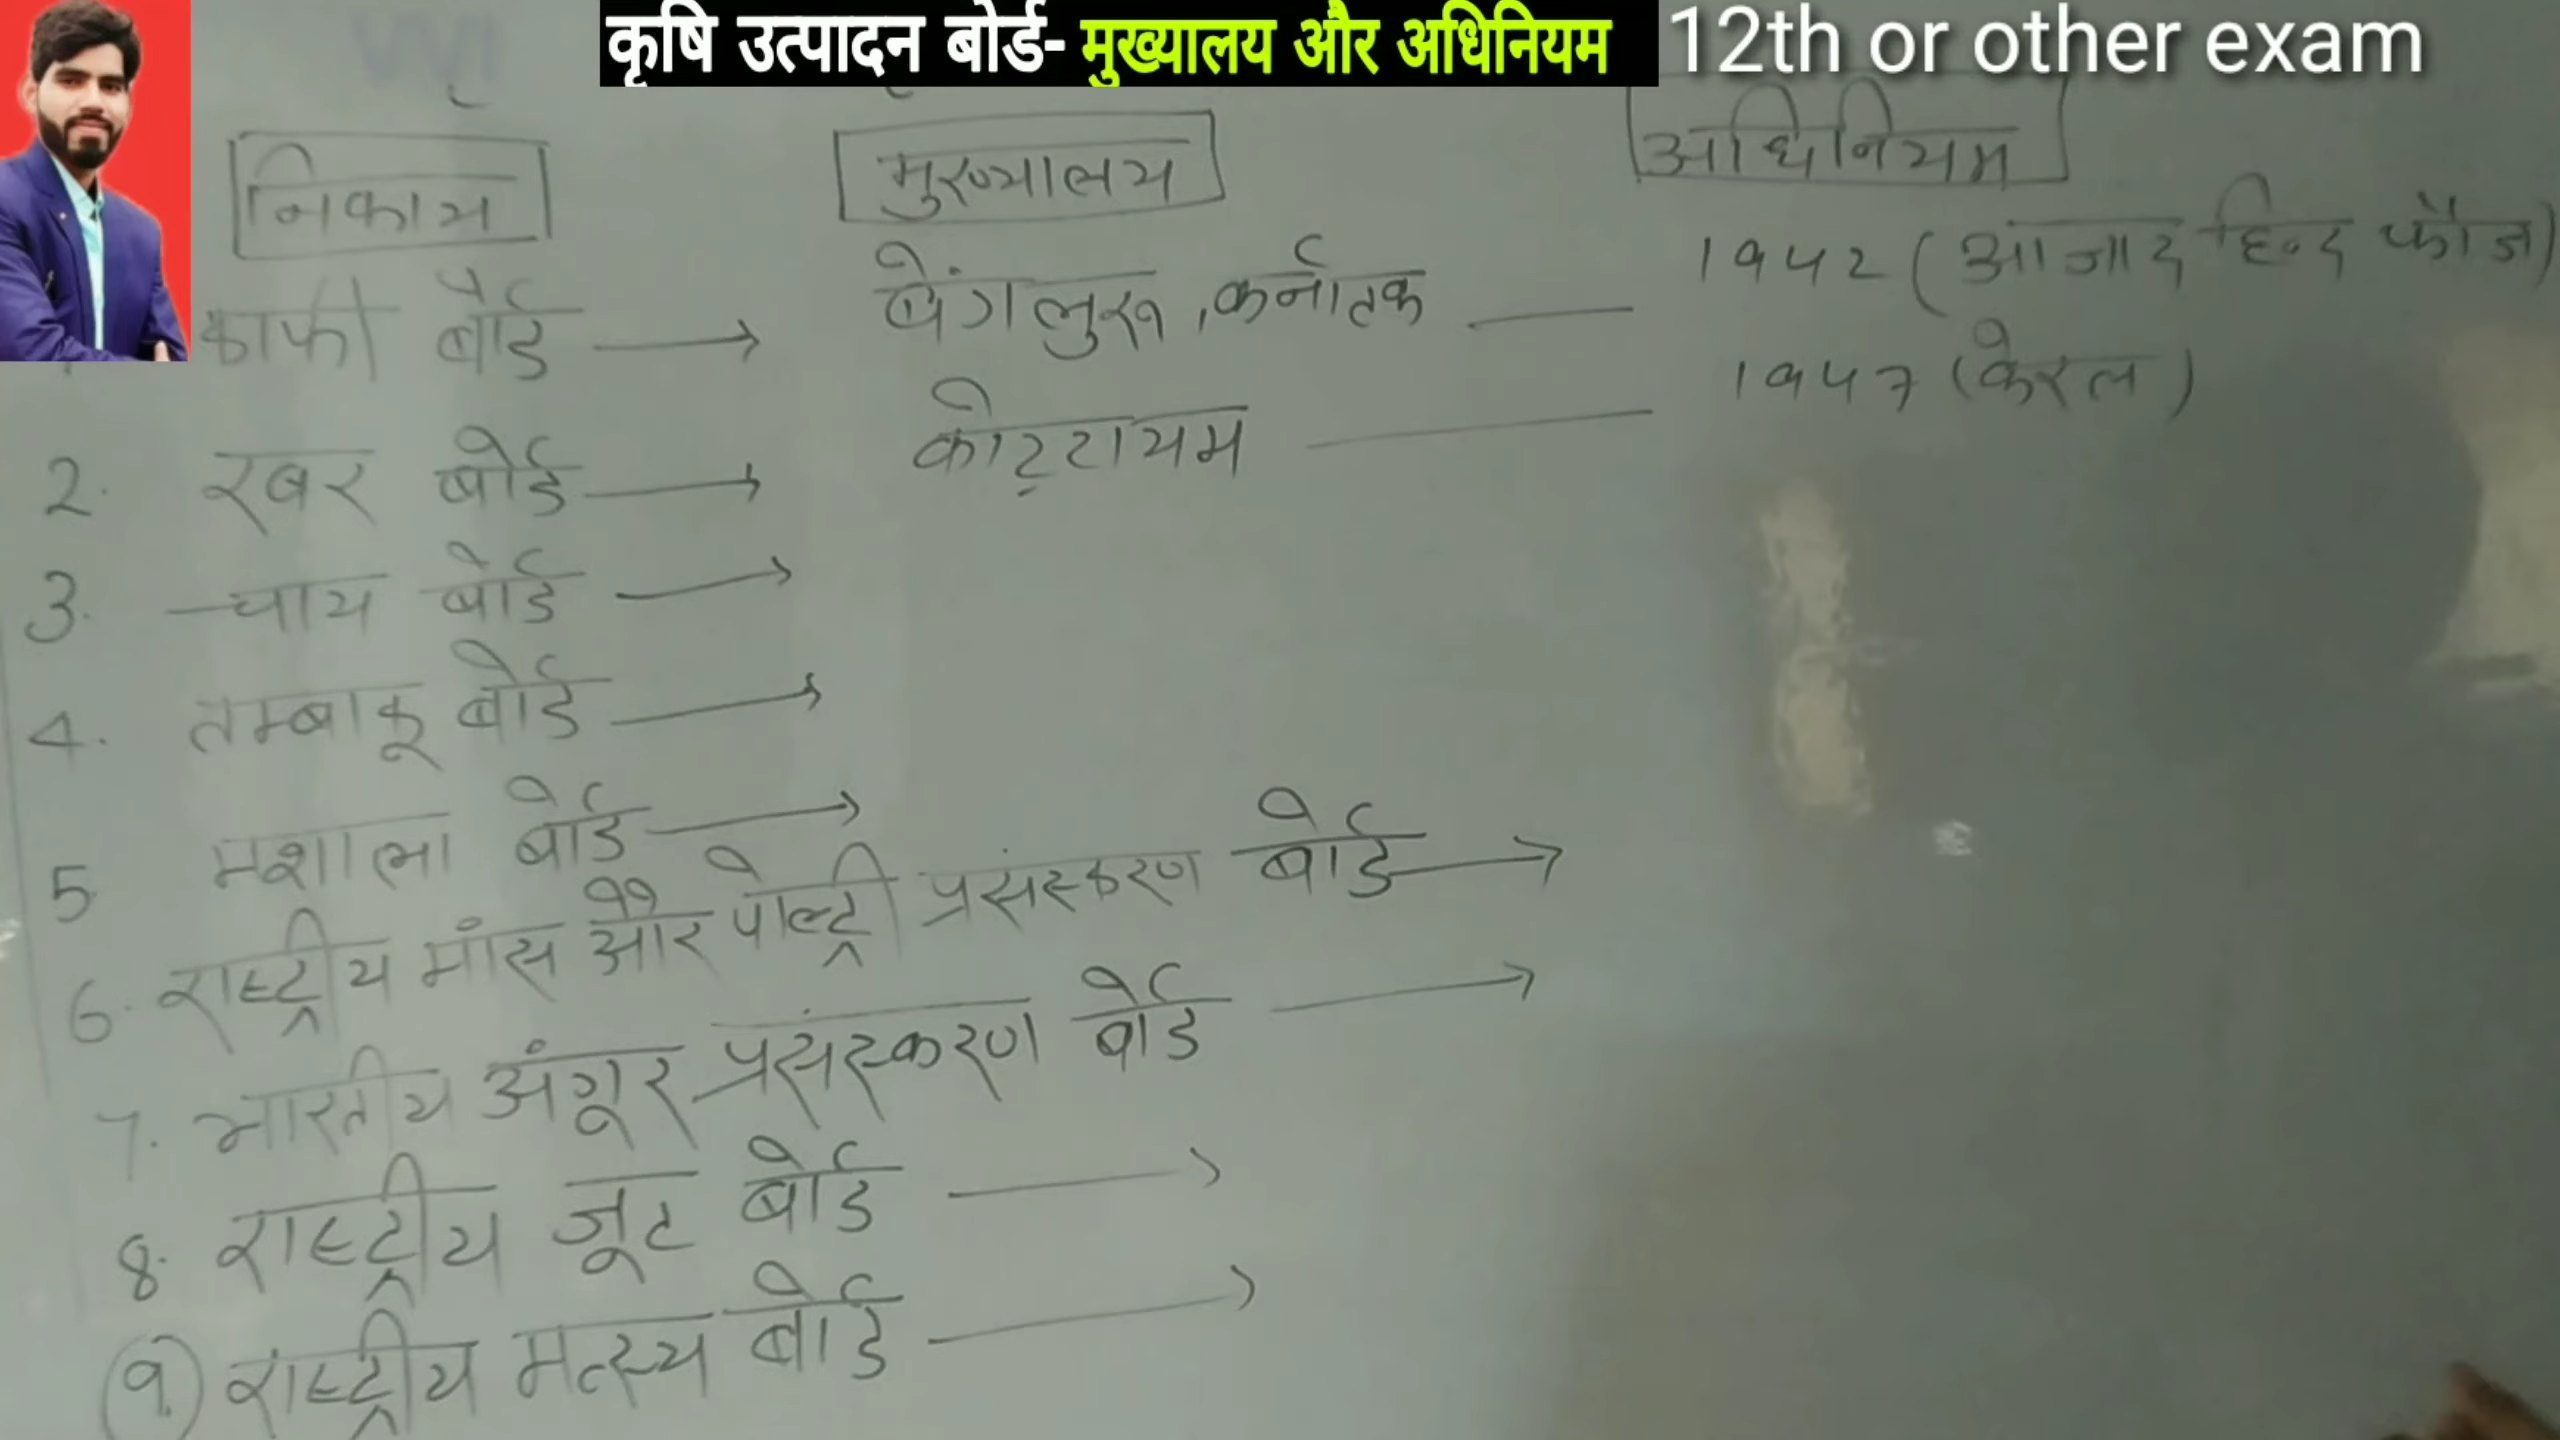 कृषि उत्पादन बोर्ड- मुख्यालय और अधिनियम 12th or other exam
निकाय मुख्यालय अधिनियम
काफी बोर्ड → बेंगलुरु, कर्नातक — 1942 (आजाद हिन्द फौज)
2. रबर बोर्ड → कोट्टायम — 1947 (केरल)
3. चाय बोर्ड →
4. तम्बाकू बोर्ड →
5 मशाला बोर्ड →
6. राष्ट्रीय मांस और पोल्ट्री प्रसंस्करण बोर्ड →
7. भारतीय अंगूर प्रसंस्करण बोर्ड →
8. राष्ट्रीय जूट बोर्ड →
9. राष्ट्रीय मत्स्य बोर्ड →